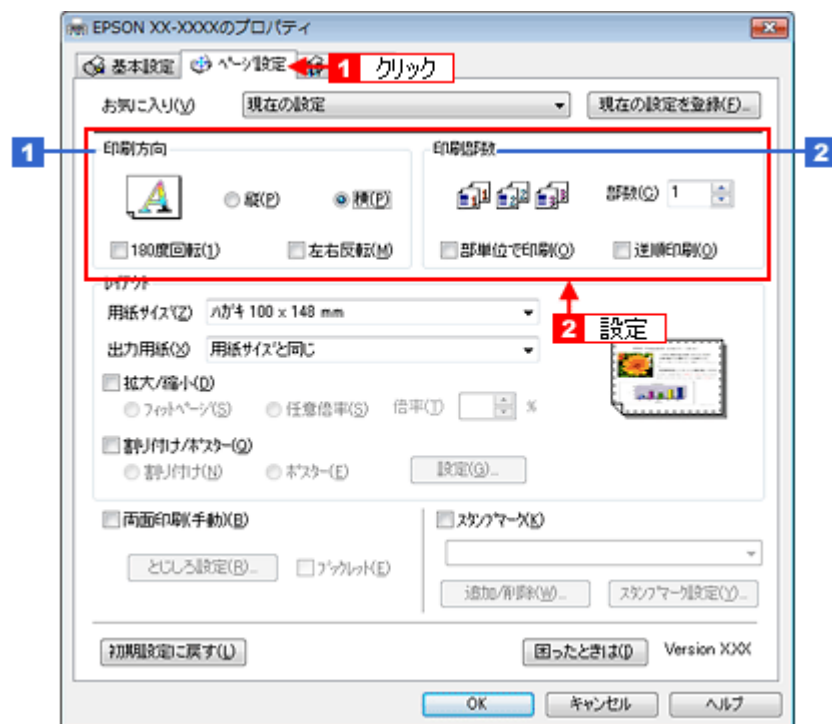 EPSON XX-XXXXのプロパティ
基本設定 ページ設定
1 クリック
お気に入り(V) 現在の設定 現在の設定を登録(F)...
1 印刷方向 印刷部数 2
縦(P) 横(P) 部数(C) 1
180度回転(1) 左右反転(M) 部単位で印刷(O) 逆順印刷(O)
レイアウト
用紙サイズ(Z) ハガキ 100 x 148 mm
2 設定
出力用紙(X) 用紙サイズと同じ
拡大/縮小(D)
フィットページ(S) 任意倍率(S) 倍率(T) %
割り付け/ポスター(Q)
割り付け(N) ポスター(E) 設定(G)...
両面印刷(手動)(B) スタンプマーク(K)
とじしろ設定(R)... ブックレット(E)
追加/削除(W)... スタンプマーク設定(Y)...
初期設定に戻す(L) 困ったときは(I) Version XXX
OK キャンセル ヘルプ